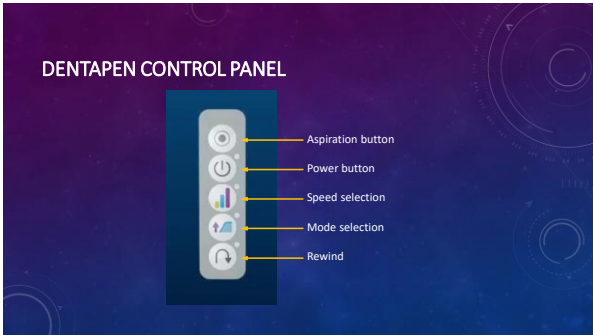 DENTAPEN CONTROL PANEL
Aspiration button
Power button
Speed selection
Mode selection
Rewind